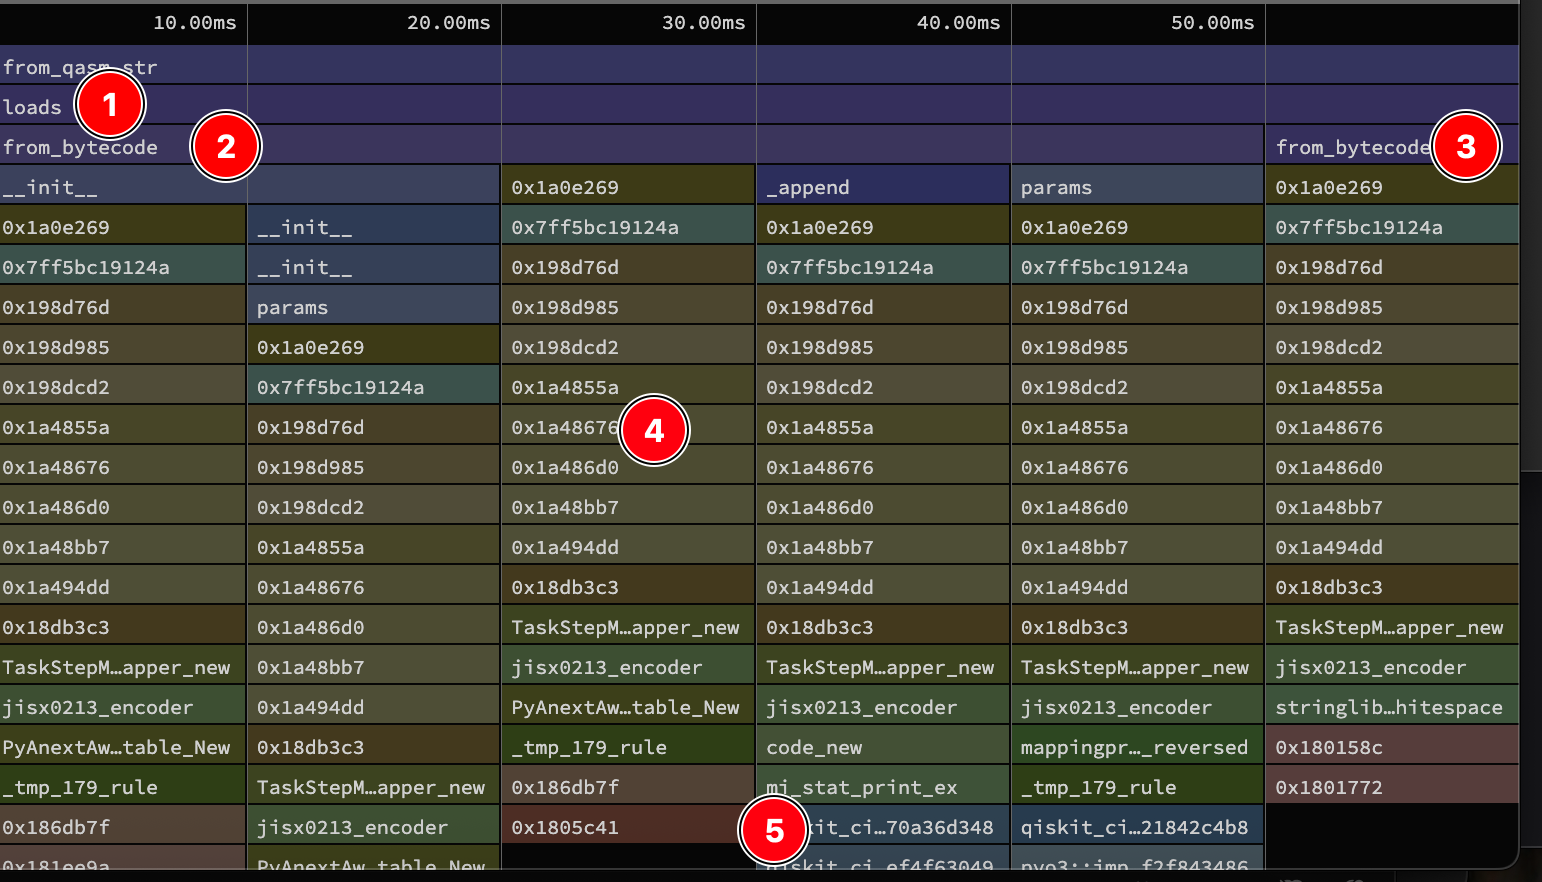 10.00ms 20.00ms 30.00ms 40.00ms 50.00ms
from_qasm_str
loads 1
from_bytecode 2 from_bytecode 3
__init__ 0x1a0e269 _append params 0x1a0e269
0x1a0e269 __init__ 0x7ff5bc19124a 0x1a0e269 0x1a0e269 0x7ff5bc19124a
0x7ff5bc19124a __init__ 0x198d76d 0x7ff5bc19124a 0x7ff5bc19124a 0x198d76d
0x198d76d params 0x198d985 0x198d76d 0x198d76d 0x198d985
0x198d985 0x1a0e269 0x198dcd2 0x198d985 0x198d985 0x198dcd2
0x198dcd2 0x7ff5bc19124a 0x1a4855a 0x198dcd2 0x198dcd2 0x1a4855a
0x1a4855a 0x198d76d 0x1a48676 4 0x1a4855a 0x1a4855a 0x1a48676
0x1a48676 0x198d985 0x1a486d0 0x1a48676 0x1a48676 0x1a486d0
0x1a486d0 0x198dcd2 0x1a48bb7 0x1a486d0 0x1a486d0 0x1a48bb7
0x1a48bb7 0x1a4855a 0x1a494dd 0x1a48bb7 0x1a48bb7 0x1a494dd
0x1a494dd 0x1a48676 0x18db3c3 0x1a494dd 0x1a494dd 0x18db3c3
0x18db3c3 0x1a486d0 TaskStepM…apper_new 0x18db3c3 0x18db3c3 TaskStepM…apper_new
TaskStepM…apper_new 0x1a48bb7 jisx0213_encoder TaskStepM…apper_new TaskStepM…apper_new jisx0213_encoder
jisx0213_encoder 0x1a494dd PyAnextAw…table_New jisx0213_encoder jisx0213_encoder stringlib…hitespace
PyAnextAw…table_New 0x18db3c3 _tmp_179_rule code_new mappingpr…_reversed 0x180158c
_tmp_179_rule TaskStepM…apper_new 0x186db7f mi_stat_print_ex _tmp_179_rule 0x1801772
0x186db7f jisx0213_encoder 0x1805c41 5 kit_ci…70a36d348 qiskit_ci…21842c4b8
0x181ee9a PyAnextAw…table_New qiskit_ci…ef4f63049 pyo3::imp…f2f843486